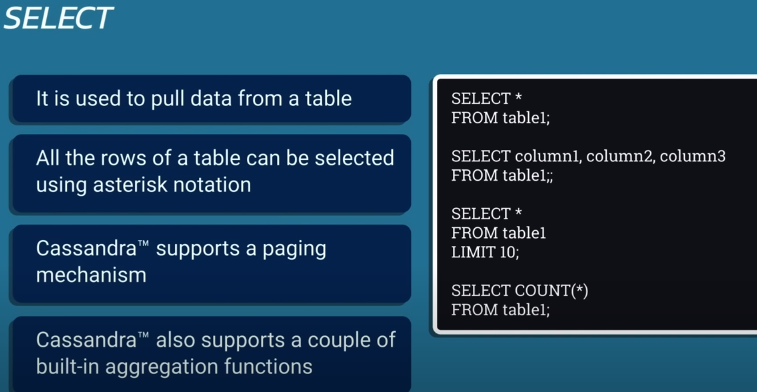 SELECT
It is used to pull data from a table
All the rows of a table can be selected
using asterisk notation
Cassandra™ supports a paging
mechanism
Cassandra™ also supports a couple of
built-in aggregation functions
SELECT *
FROM table1;
SELECT column1, column2, column3
FROM table1;;
SELECT *
FROM table1
LIMIT 10;
SELECT COUNT(*)
FROM table1;